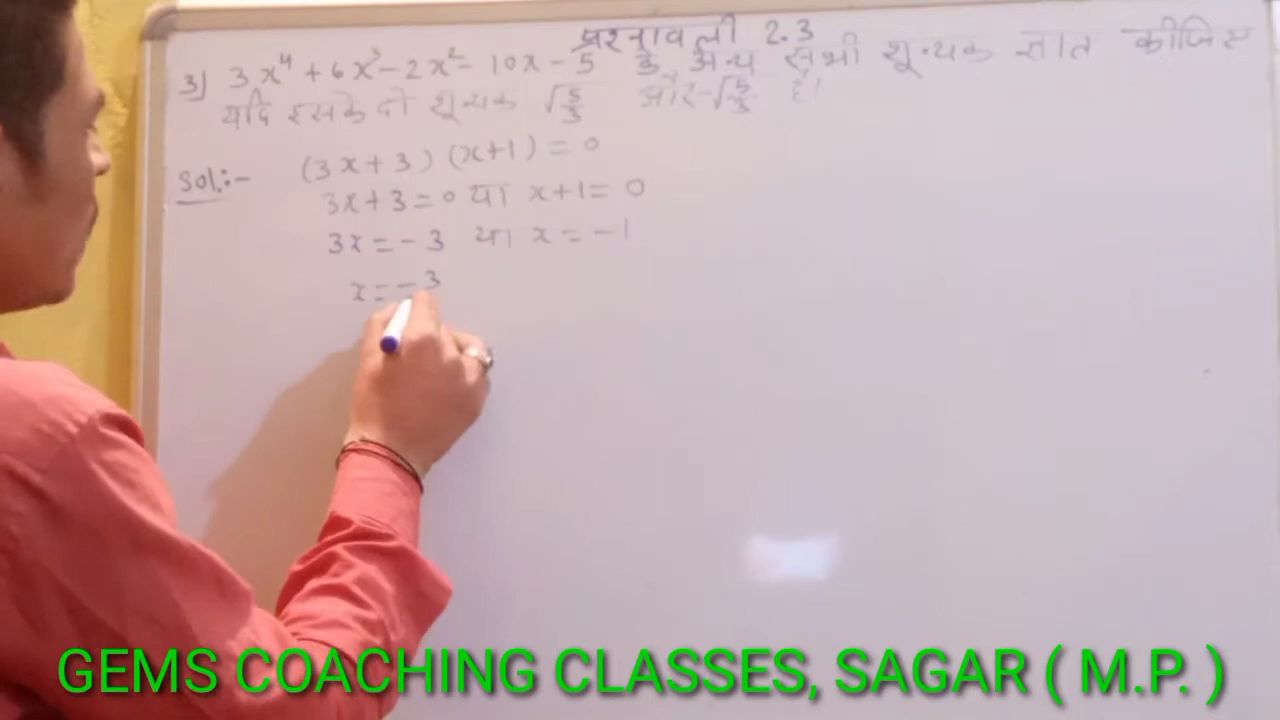 प्रश्नावली 2.3
3) 3x⁴ + 6x³ - 2x² - 10x - 5 के अन्य सभी शून्यक ज्ञात कीजिए
यदि इसके दो शून्यक √5/3 और -√5/3 है।
Sol:- (3x+3) (x+1) = 0
3x+3=0 या x+1=0
3x = -3 या x = -1
x = -3
GEMS COACHING CLASSES, SAGAR ( M.P. )